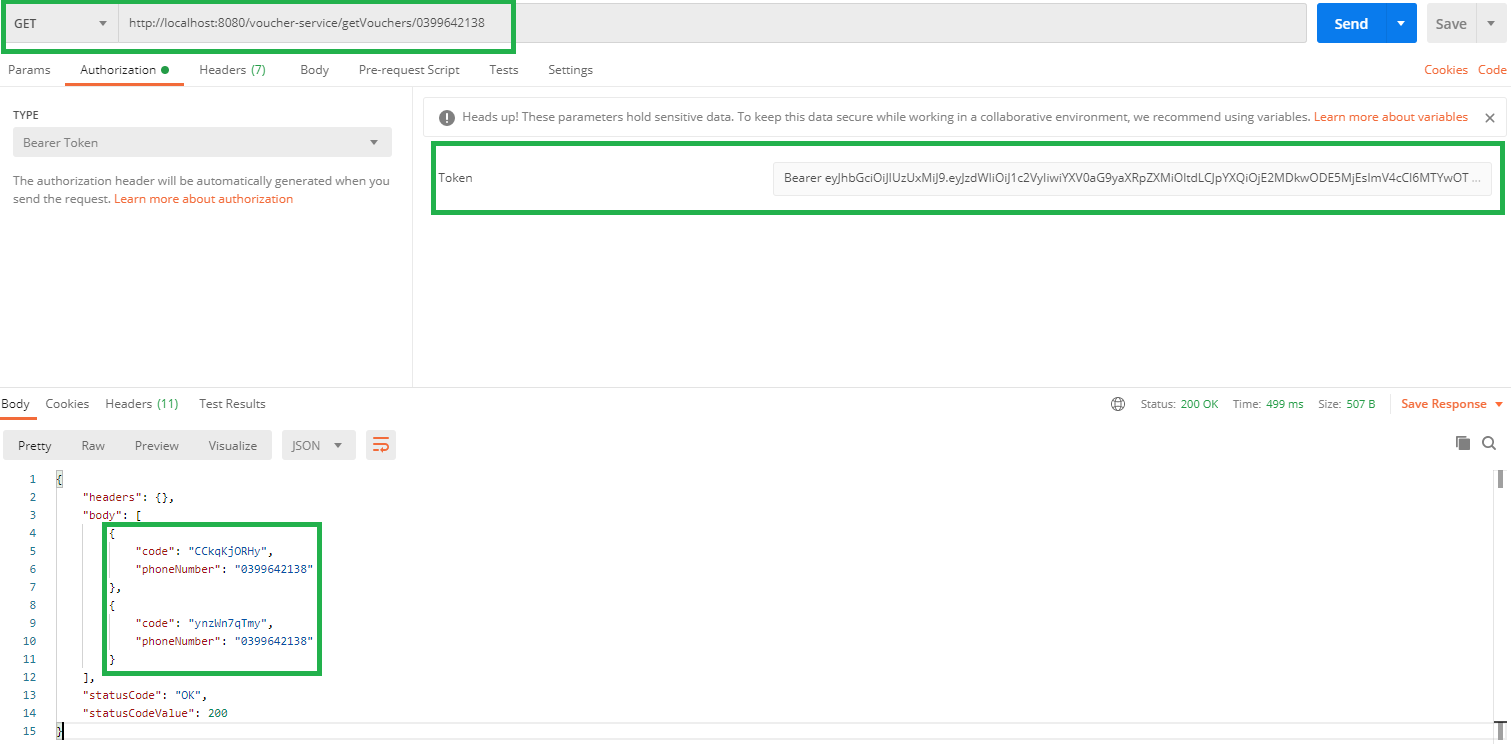 GET http://localhost:8080/voucher-service/getVouchers/0399642138 Send Save
Params Authorization Headers (7) Body Pre-request Script Tests Settings Cookies Code
TYPE
Bearer Token
The authorization header will be automatically generated when you
send the request. Learn more about authorization
Heads up! These parameters hold sensitive data. To keep this data secure while working in a collaborative environment, we recommend using variables. Learn more about variables
Token Bearer eyJhbGciOiJIUzUxMiJ9.eyJzdWIiOiJ1c2VyIiwiYXV0aG9yaXRpZXMiOltdLCJpYXQiOjE2MDkwODE5MjEsImV4cCI6MTYwOT ...
Body Cookies Headers (11) Test Results Status: 200 OK Time: 499 ms Size: 507 B Save Response
Pretty Raw Preview Visualize JSON
1 {
2 "headers": {},
3 "body": [
4 {
5 "code": "CCkqKjORHy",
6 "phoneNumber": "0399642138"
7 },
8 {
9 "code": "ynzWn7qTmy",
10 "phoneNumber": "0399642138"
11 }
12 ],
13 "statusCode": "OK",
14 "statusCodeValue": 200
15 }